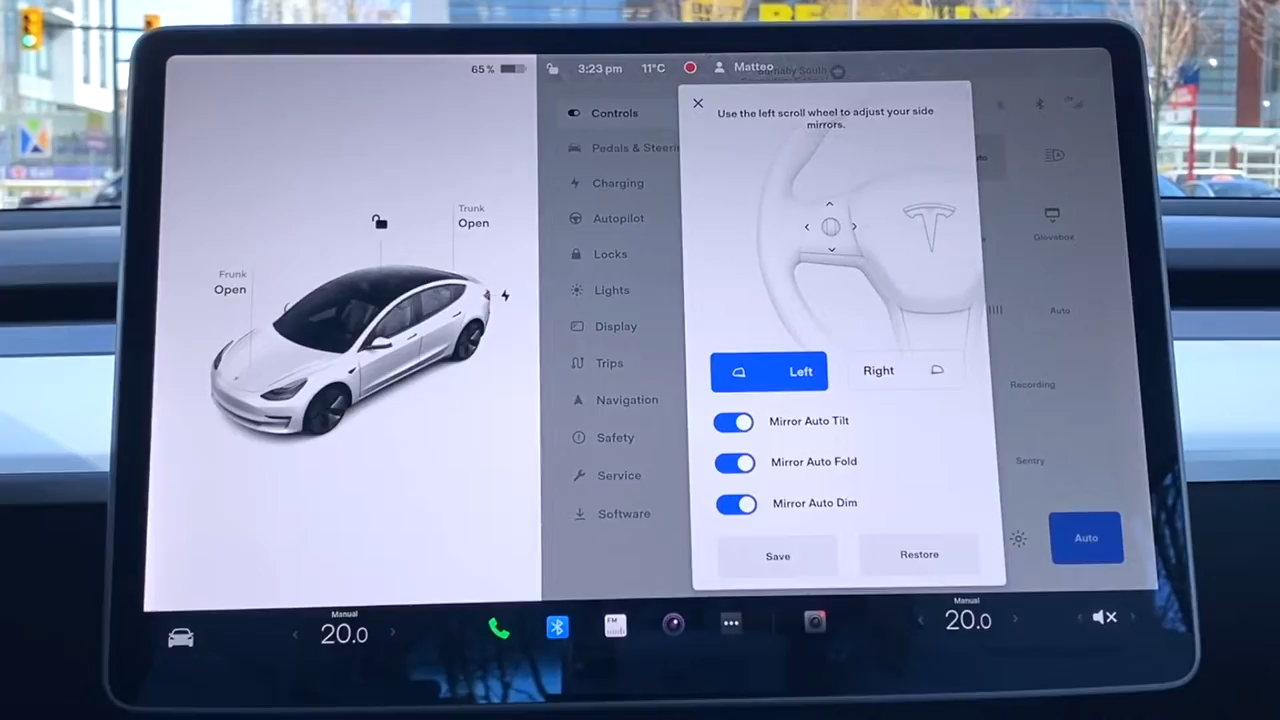 65%
3:23 pm
11°C
Matteo
Trunk
Open
Frunk
Open
Controls
Pedals & Steeri
Charging
Autopilot
Locks
Lights
Display
Trips
Navigation
Safety
Service
Software
Use the left scroll wheel to adjust your side
mirrors.
Left
Right
Mirror Auto Tilt
Mirror Auto Fold
Mirror Auto Dim
Save
Restore
Glovebox
Auto
Recording
Sentry
Auto
Manual
20.0
FM
Manual
20.0